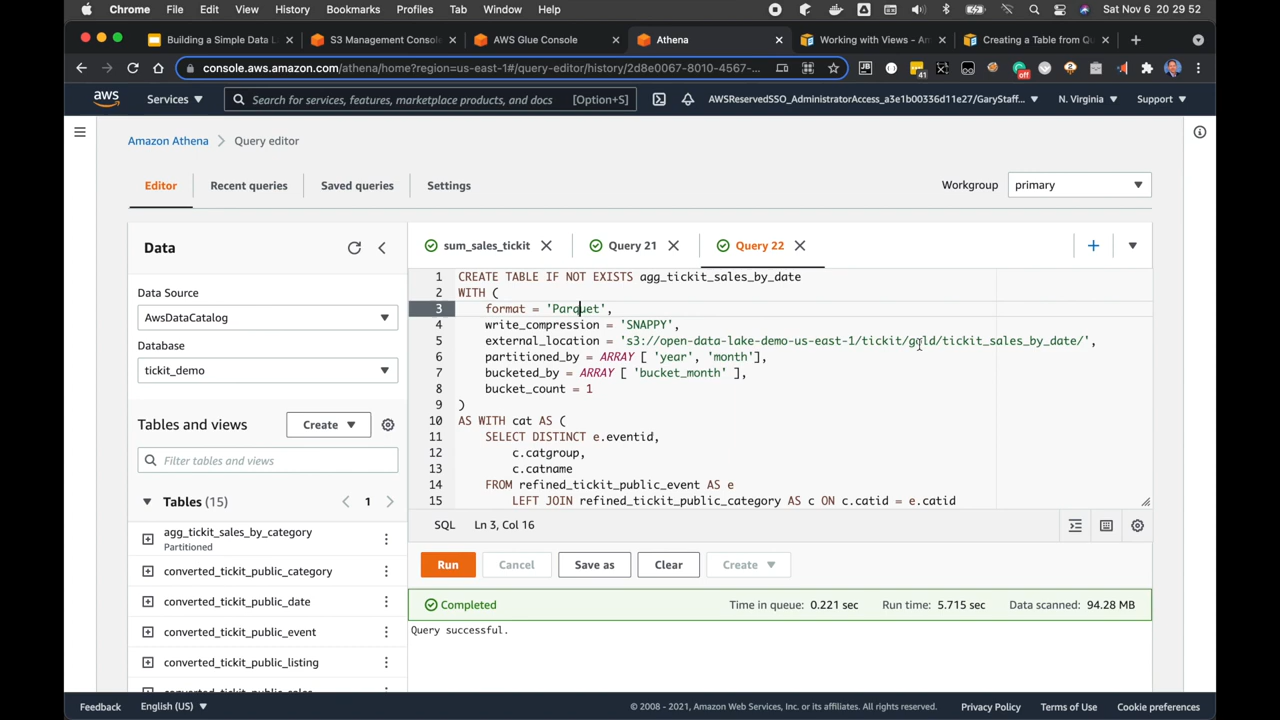 Chrome File Edit View History Bookmarks Profiles Tab Window Help Sat Nov 6 20 29 52
Building a Simple Data L S3 Management Conso AWS Glue Console Athena Working with Views - Am Creating a Table from Qu
console.aws.amazon.com/athena/home?region=us-east-1#/query-editor/history/2d8e0067-8010-4567-... 41 off
aws Services ▼ Search for services, features, marketplace products, and docs [Option+S] AWSReservedSSO_AdministratorAccess_a3e1b00336d11e27/GaryStaff... ▼ N. Virginia ▼ Support ▼
Amazon Athena > Query editor
Editor Recent queries Saved queries Settings Workgroup primary
Data
Data Source
AwsDataCatalog
Database
tickit_demo
Tables and views Create ▼
Filter tables and views
Tables (15) < 1 >
agg_tickit_sales_by_category
Partitioned
converted_tickit_public_category
converted_tickit_public_date
converted_tickit_public_event
converted_tickit_public_listing
converted_tickit_public_sales
sum_sales_tickit Query 21 Query 22
1 CREATE TABLE IF NOT EXISTS agg_tickit_sales_by_date
2 WITH (
3 format = 'Parquet',
4 write_compression = 'SNAPPY',
5 external_location = 's3://open-data-lake-demo-us-east-1/tickit/gold/tickit_sales_by_date/',
6 partitioned_by = ARRAY [ 'year', 'month'],
7 bucketed_by = ARRAY [ 'bucket_month' ],
8 bucket_count = 1
9 )
10 AS WITH cat AS (
11 SELECT DISTINCT e.eventid,
12 c.catgroup,
13 c.catname
14 FROM refined_tickit_public_event AS e
15 LEFT JOIN refined_tickit_public_category AS c ON c.catid = e.catid
SQL Ln 3, Col 16
Run Cancel Save as Clear Create ▼
Completed Time in queue: 0.221 sec Run time: 5.715 sec Data scanned: 94.28 MB
Query successful.
Feedback English (US) ▼ © 2008 - 2021, Amazon Web Services, Inc. or its affiliates. All rights reserved. Privacy Policy Terms of Use Cookie preferences